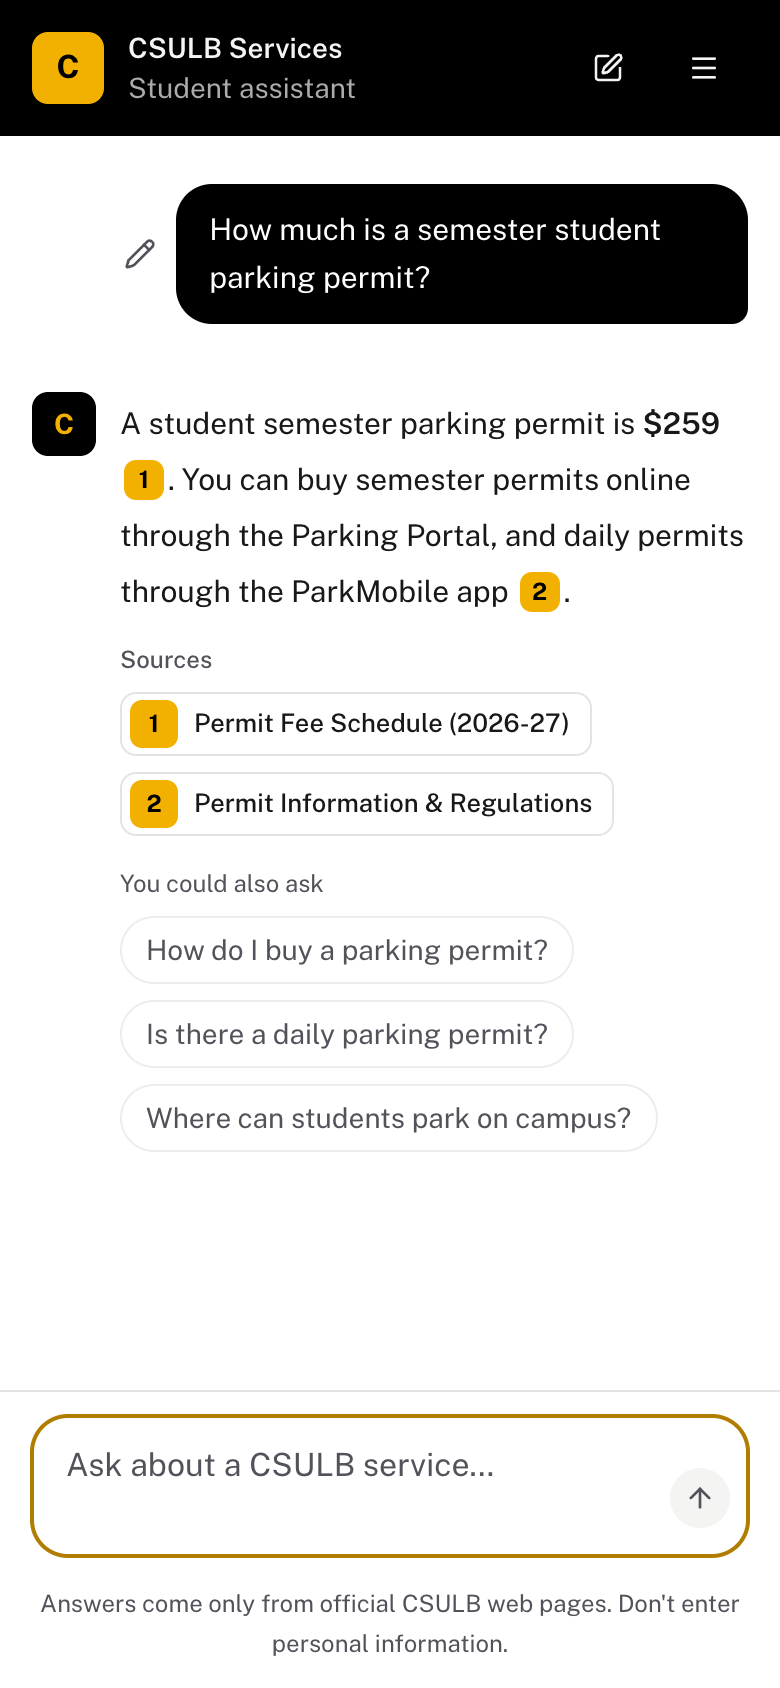 C
CSULB Services
Student assistant
How much is a semester student
parking permit?
C
A student semester parking permit is $259
1. You can buy semester permits online
through the Parking Portal, and daily permits
through the ParkMobile app 2.
Sources
1 Permit Fee Schedule (2026-27)
2 Permit Information & Regulations
You could also ask
How do I buy a parking permit?
Is there a daily parking permit?
Where can students park on campus?
Ask about a CSULB service...
Answers come only from official CSULB web pages. Don't enter
personal information.